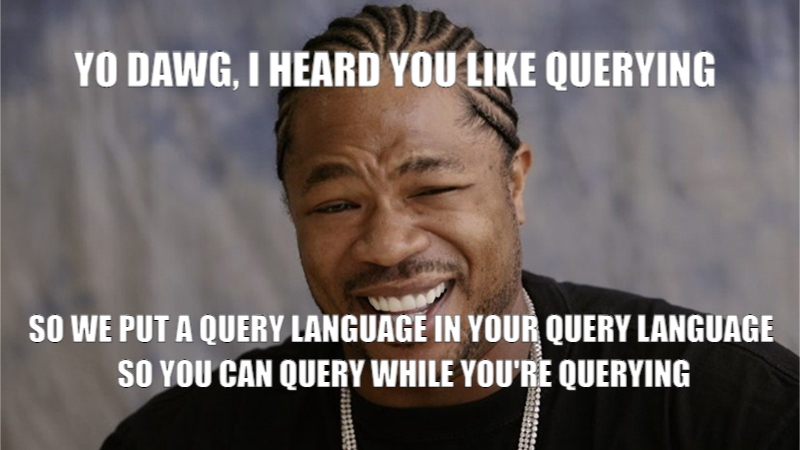 YO DAWG, I HEARD YOU LIKE QUERYING
SO WE PUT A QUERY LANGUAGE IN YOUR QUERY LANGUAGE
SO YOU CAN QUERY WHILE YOU'RE QUERYING